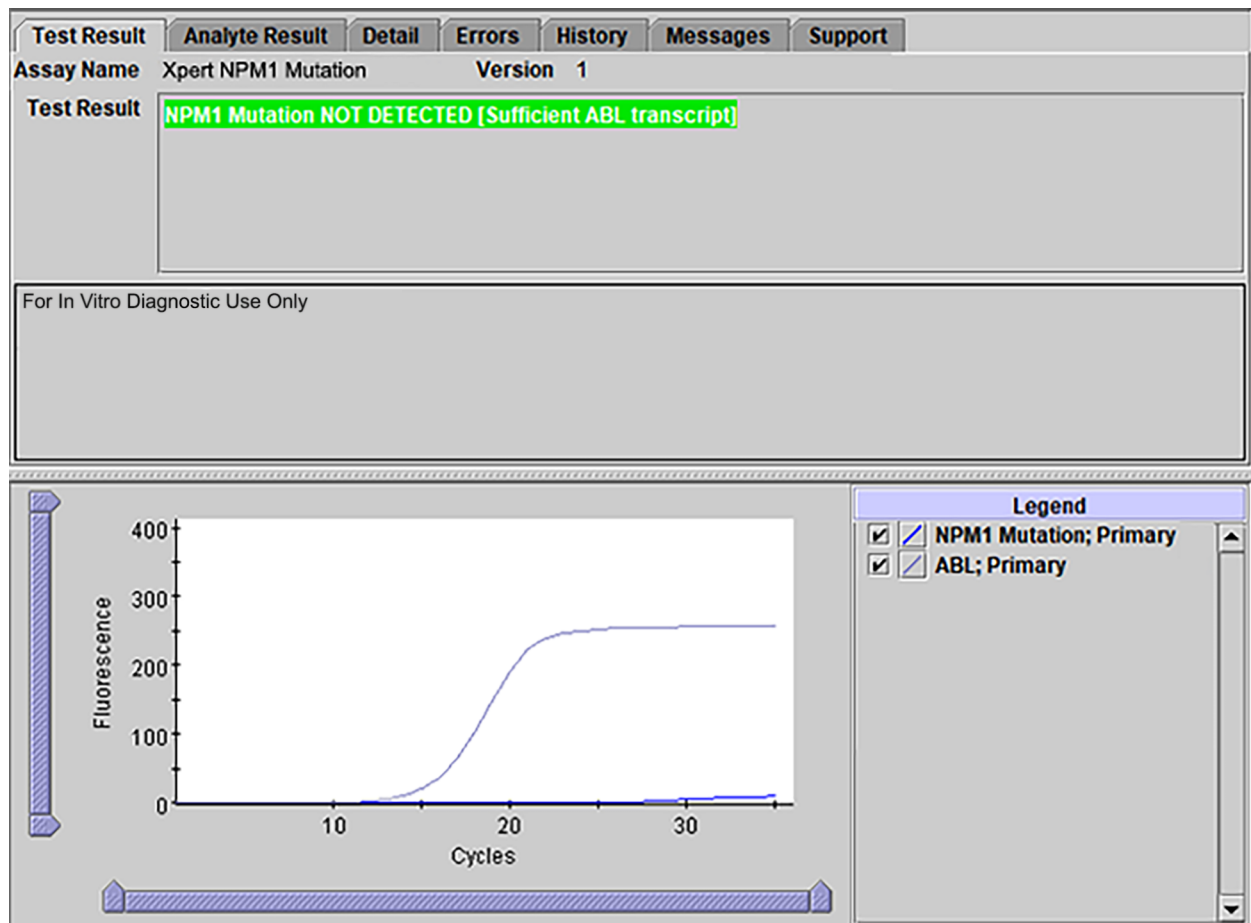 Test Result Analyte Result Detail Errors History Messages Support
Assay Name Xpert NPM1 Mutation Version 1
Test Result NPM1 Mutation NOT DETECTED [Sufficient ABL transcript]
For In Vitro Diagnostic Use Only
Legend
NPM1 Mutation; Primary
ABL; Primary
400
300
200
100
0
Fluorescence
10 20 30
Cycles